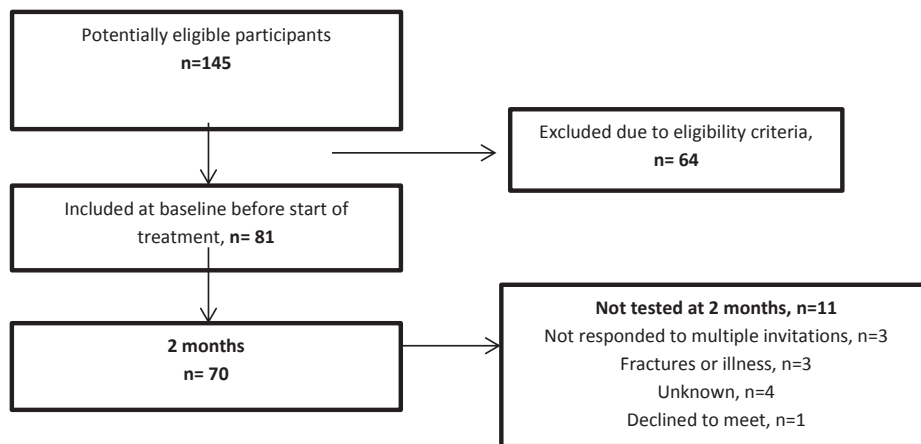 Potentially eligible participants
n=145
Excluded due to eligibility criteria,
n= 64
Included at baseline before start of
treatment, n= 81
2 months
n= 70
Not tested at 2 months, n=11
Not responded to multiple invitations, n=3
Fractures or illness, n=3
Unknown, n=4
Declined to meet, n=1